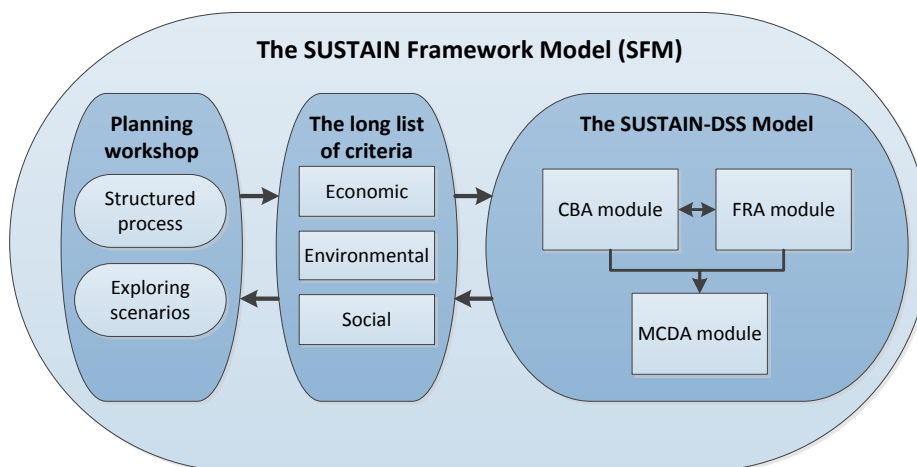 The SUSTAIN Framework Model (SFM)
Planning
workshop
Structured
process
Exploring
scenarios
The long list
of criteria
Economic
Environmental
Social
The SUSTAIN-DSS Model
CBA module
FRA module
MCDA module